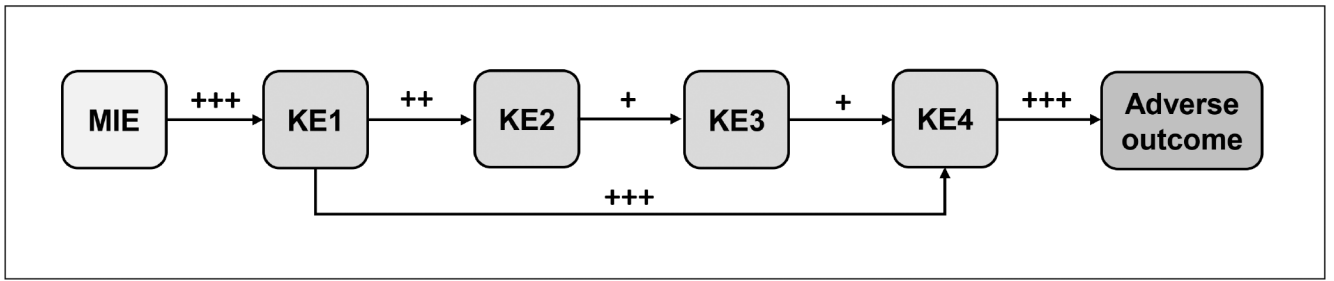 MIE
+++
KE1
++
KE2
+
KE3
+
KE4
+++
Adverse
outcome
+++